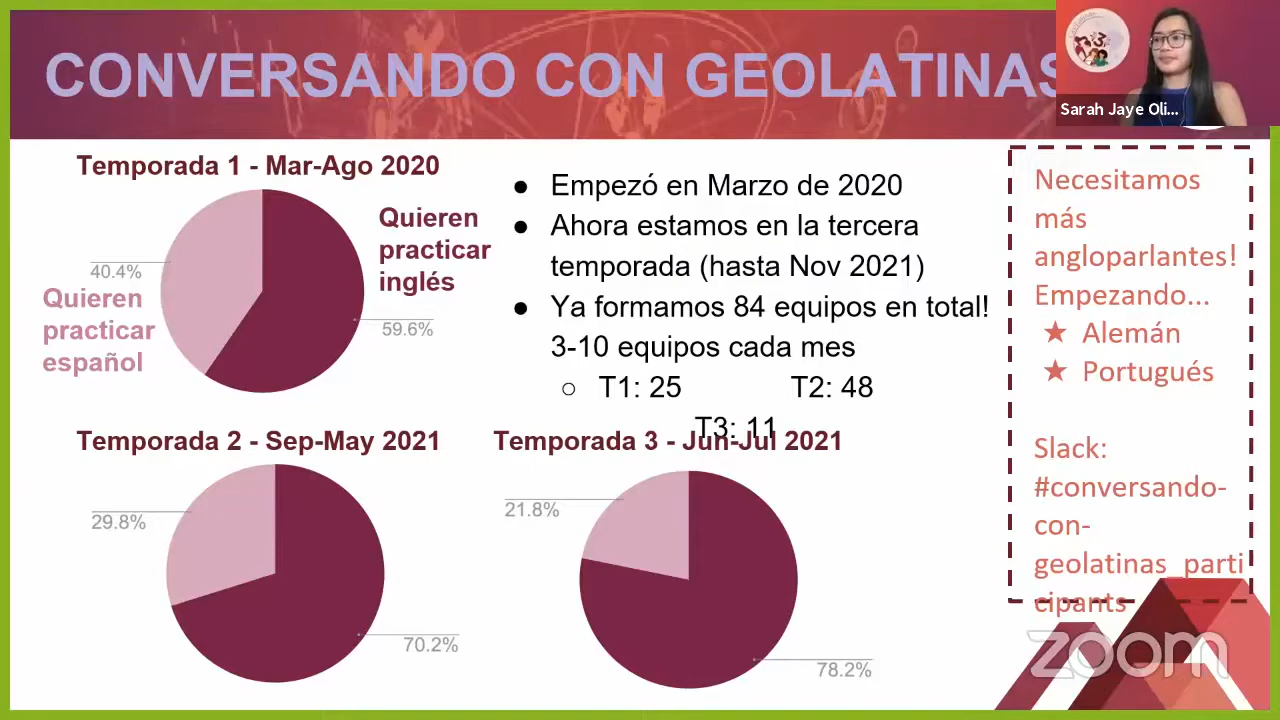 CONVERSANDO CON GEOLATINAS
Sarah Jaye Oli...
Temporada 1 - Mar-Ago 2020
Quieren
practicar
inglés
40.4%
Quieren
practicar
español
59.6%
● Empezó en Marzo de 2020
● Ahora estamos en la tercera
temporada (hasta Nov 2021)
● Ya formamos 84 equipos en total!
3-10 equipos cada mes
○ T1: 25 T2: 48
T3: 11
Temporada 2 - Sep-May 2021
29.8%
70.2%
Temporada 3 - Jun-Jul 2021
21.8%
78.2%
Necesitamos
más
angloparlantes!
Empezando...
★ Alemán
★ Portugués
Slack:
#conversando-
con-
geolatinas_parti
cipants
zoom